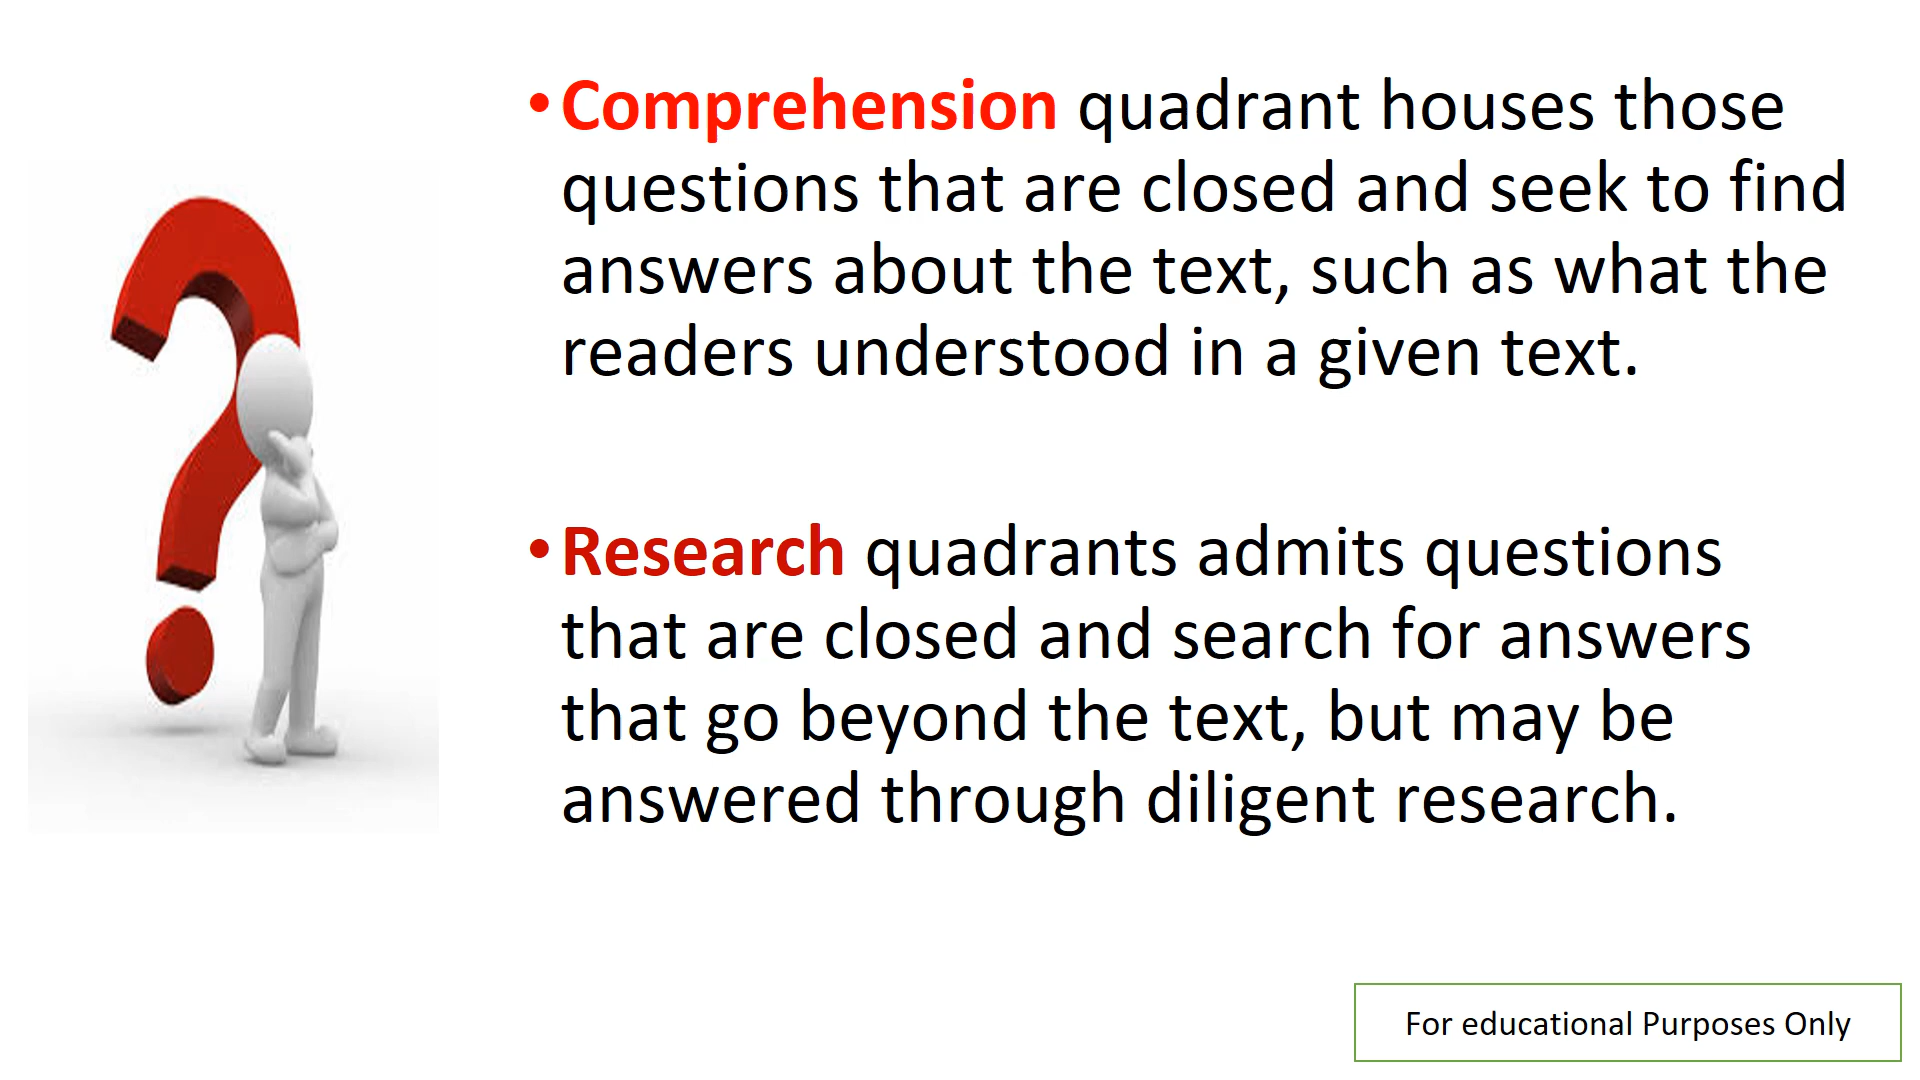 •Comprehension quadrant houses those
questions that are closed and seek to find
answers about the text, such as what the
readers understood in a given text.
•Research quadrants admits questions
that are closed and search for answers
that go beyond the text, but may be
answered through diligent research.
For educational Purposes Only